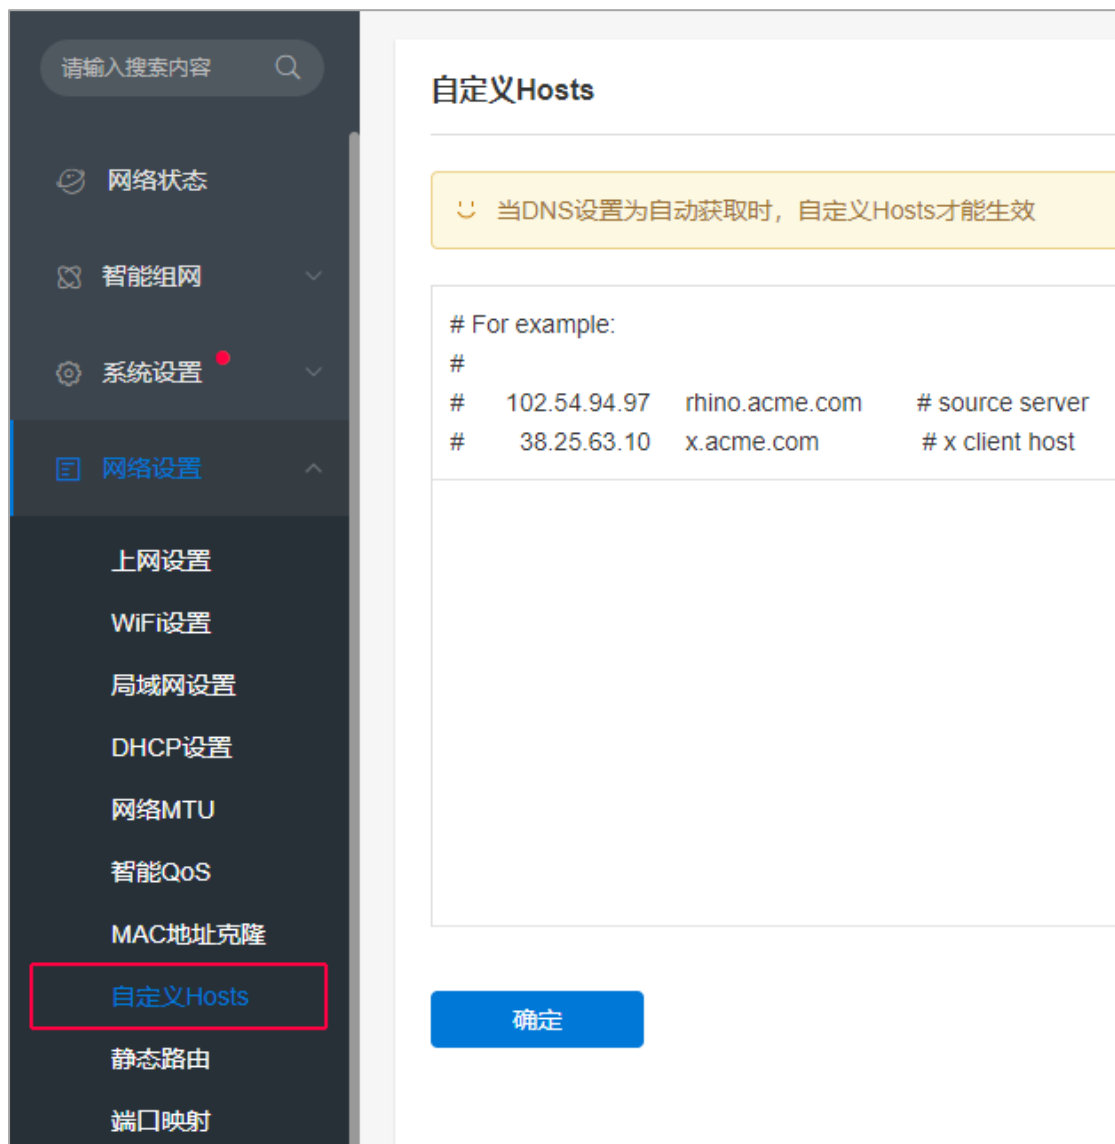 请输入搜索内容
网络状态
智能组网
系统设置
网络设置
上网设置
WiFi设置
局域网设置
DHCP设置
网络MTU
智能QoS
MAC地址克隆
自定义Hosts
静态路由
端口映射
自定义Hosts
当DNS设置为自动获取时，自定义Hosts才能生效
# For example:
#
# 102.54.94.97 rhino.acme.com # source server
# 38.25.63.10 x.acme.com # x client host
确定